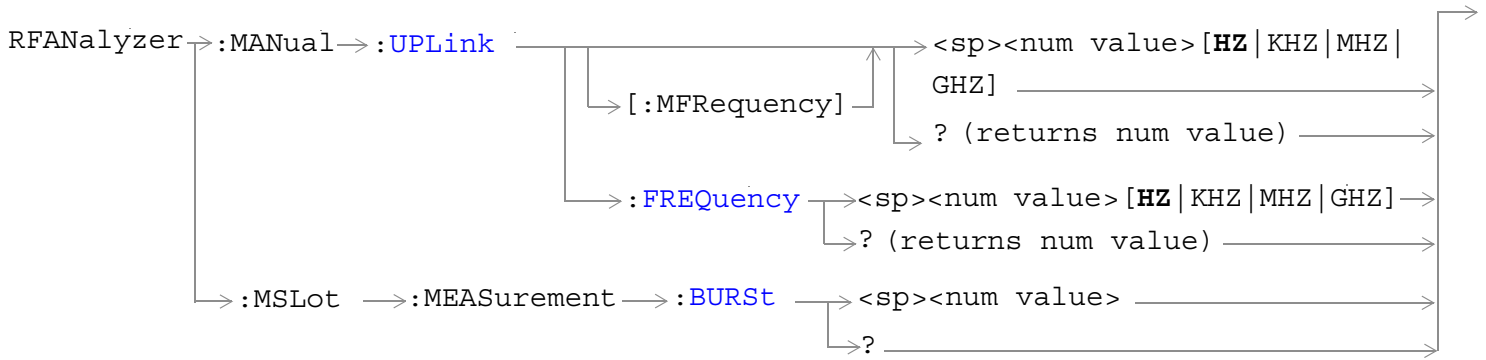 RFANalyzer :MANual :UPLink <sp><num value>[HZ|KHZ|MHZ|
GHZ]
[:MFRequency]
? (returns num value)
:FREQuency <sp><num value>[HZ|KHZ|MHZ|GHZ]
? (returns num value)
:MSLot :MEASurement :BURSt <sp><num value>
?